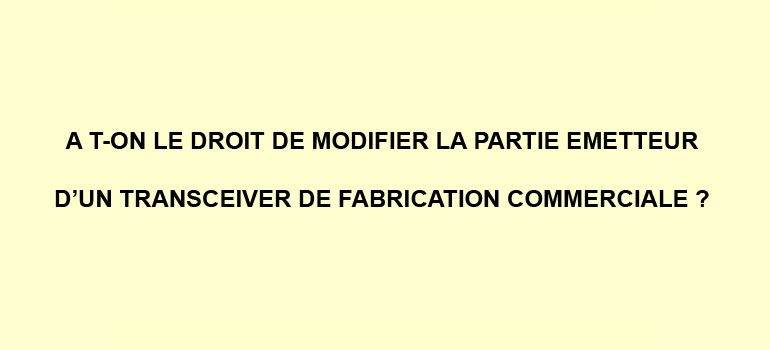 A T-ON LE DROIT DE MODIFIER LA PARTIE EMETTEUR
D’UN TRANSCEIVER DE FABRICATION COMMERCIALE ?